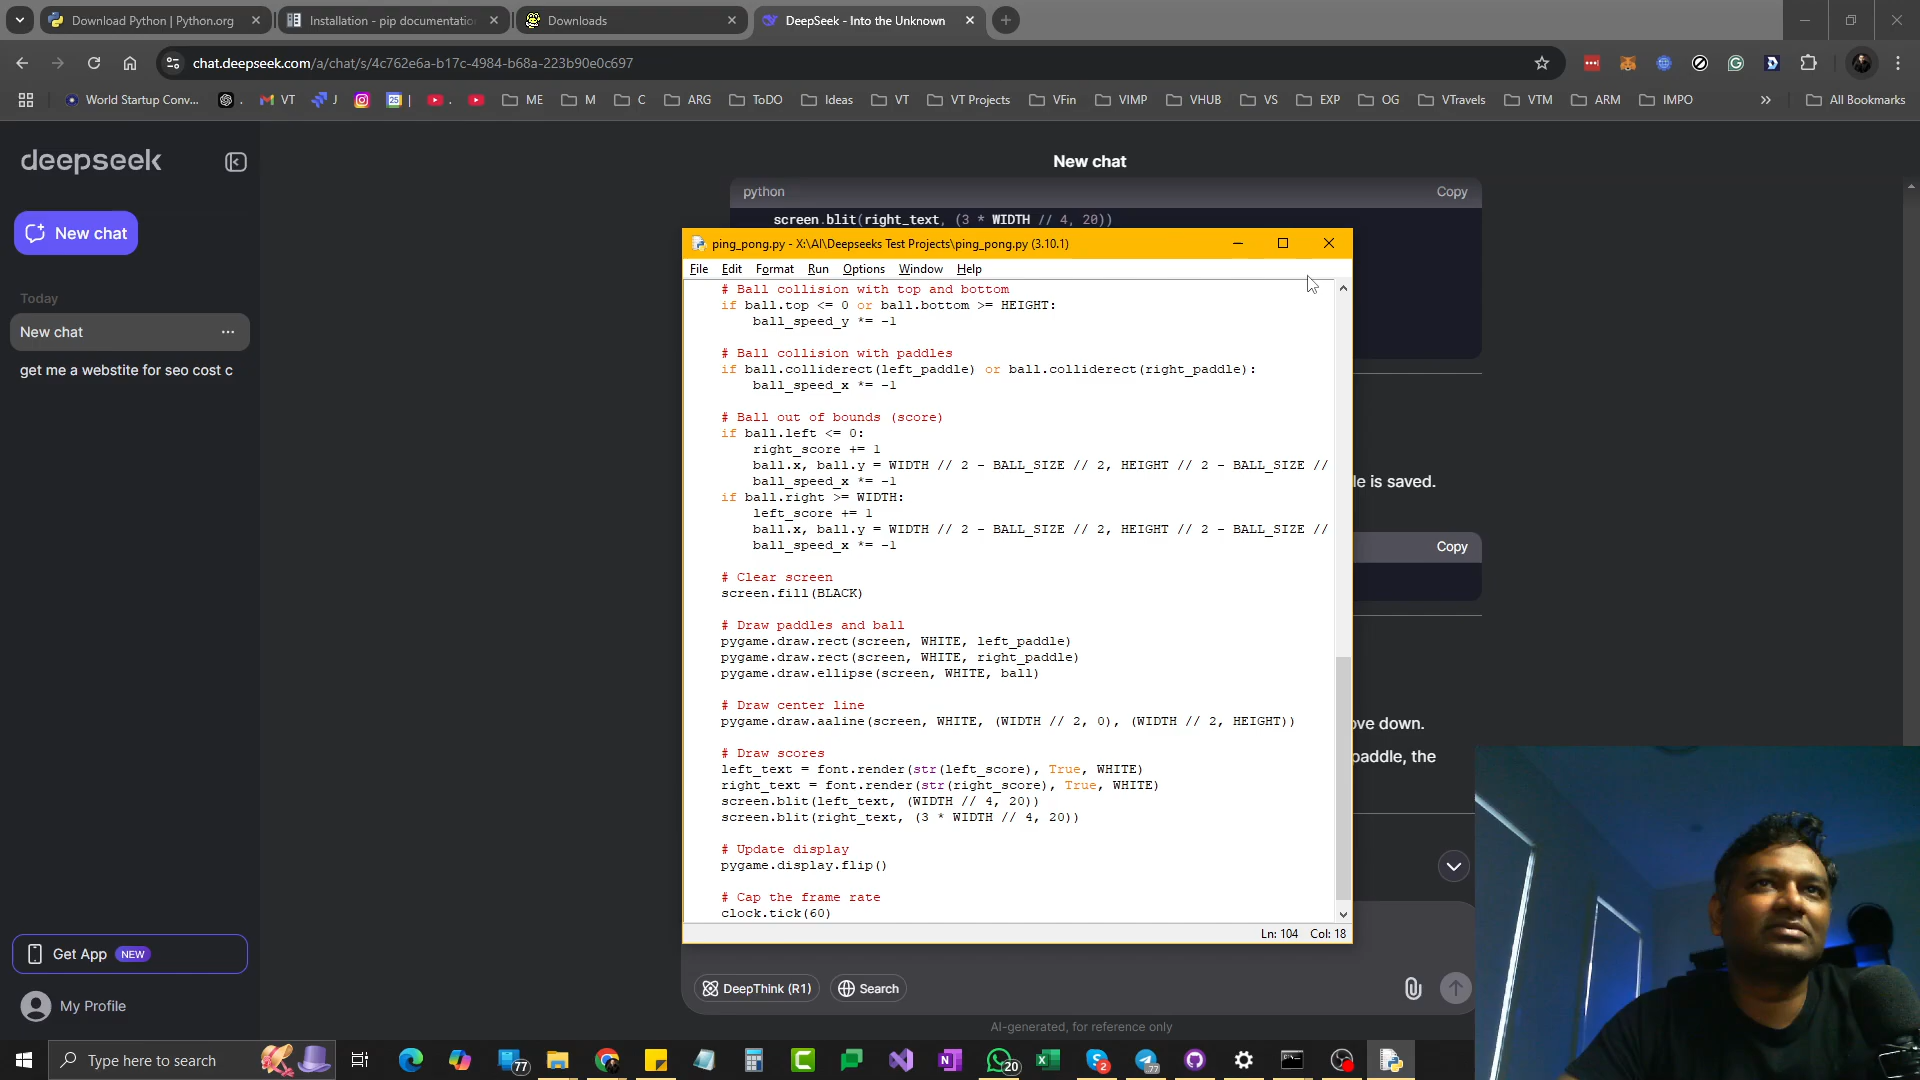 Download Python | Python.org
Installation - pip documentatio
Downloads
DeepSeek - Into the Unknown
chat.deepseek.com/a/chat/s/4c762e6a-b17c-4984-b68a-223b90e0c697
World Startup Conv...
.
VT
J
25
|
.
ME
M
C
ARG
ToDO
Ideas
VT
VT Projects
VFin
VIMP
VHUB
VS
EXP
OG
VTravels
VTM
ARM
IMPO
»
All Bookmarks
deepseek
New chat
Today
New chat
...
get me a webstite for seo cost c
Get App NEW
My Profile
New chat
python
Copy
screen.blit(right_text, (3 * WIDTH // 4, 20))
ping_pong.py - X:\AI\Deepseeks Test Projects\ping_pong.py (3.10.1)
File Edit Format Run Options Window Help
# Ball collision with top and bottom
if ball.top <= 0 or ball.bottom >= HEIGHT:
ball_speed_y *= -1
# Ball collision with paddles
if ball.colliderect(left_paddle) or ball.colliderect(right_paddle):
ball_speed_x *= -1
# Ball out of bounds (score)
if ball.left <= 0:
right_score += 1
ball.x, ball.y = WIDTH // 2 - BALL_SIZE // 2, HEIGHT // 2 - BALL_SIZE //
ball_speed_x *= -1
if ball.right >= WIDTH:
left_score += 1
ball.x, ball.y = WIDTH // 2 - BALL_SIZE // 2, HEIGHT // 2 - BALL_SIZE //
ball_speed_x *= -1
# Clear screen
screen.fill(BLACK)
# Draw paddles and ball
pygame.draw.rect(screen, WHITE, left_paddle)
pygame.draw.rect(screen, WHITE, right_paddle)
pygame.draw.ellipse(screen, WHITE, ball)
# Draw center line
pygame.draw.aaline(screen, WHITE, (WIDTH // 2, 0), (WIDTH // 2, HEIGHT))
# Draw scores
left_text = font.render(str(left_score), True, WHITE)
right_text = font.render(str(right_score), True, WHITE)
screen.blit(left_text, (WIDTH // 4, 20))
screen.blit(right_text, (3 * WIDTH // 4, 20))
# Update display
pygame.display.flip()
# Cap the frame rate
clock.tick(60)
Ln: 104 Col: 18
le is saved.
Copy
ove down.
paddle, the
DeepThink (R1)
Search
AI-generated, for reference only
Type here to search
77
20
2
77